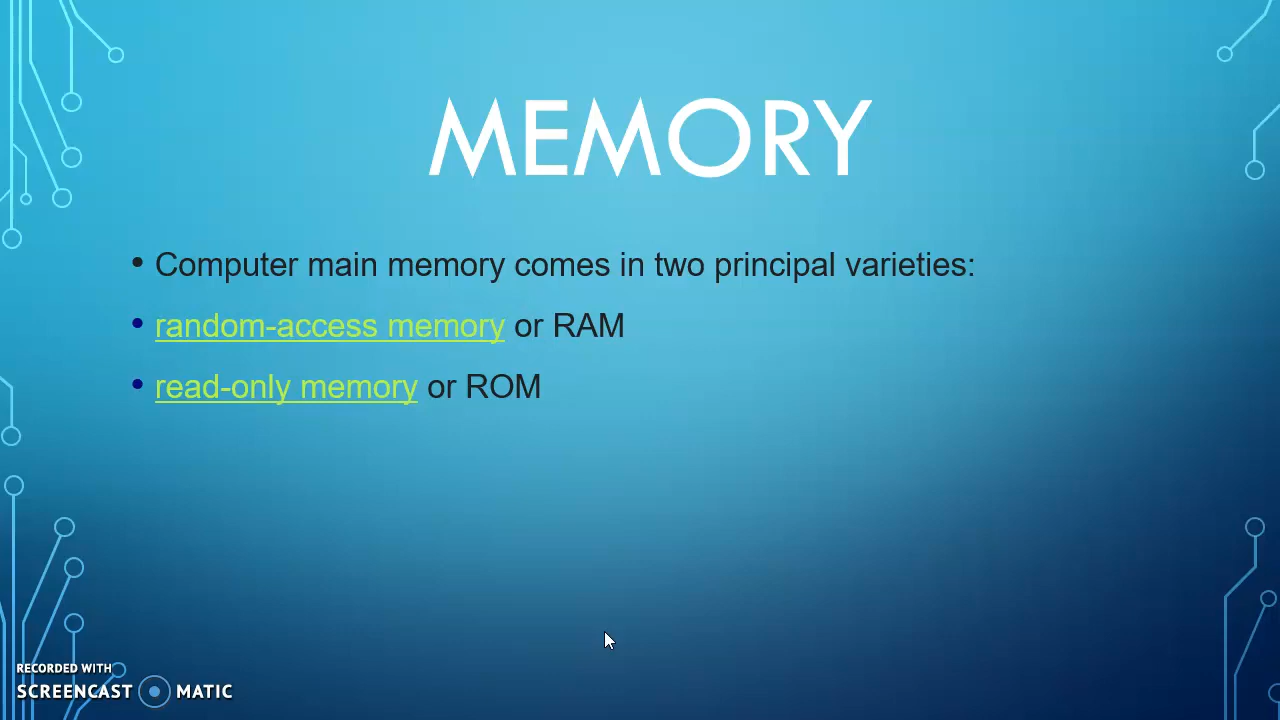 MEMORY
• Computer main memory comes in two principal varieties:
• random-access memory or RAM
• read-only memory or ROM
RECORDED WITH
SCREENCAST MATIC